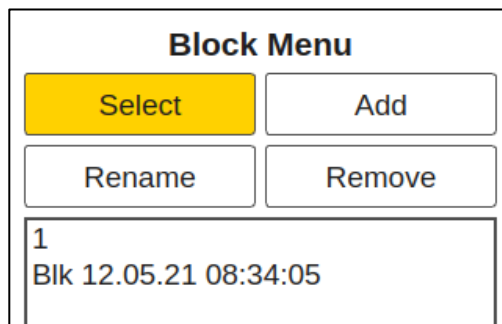 Block Menu
Select Add
Rename Remove
1
Blk 12.05.21 08:34:05